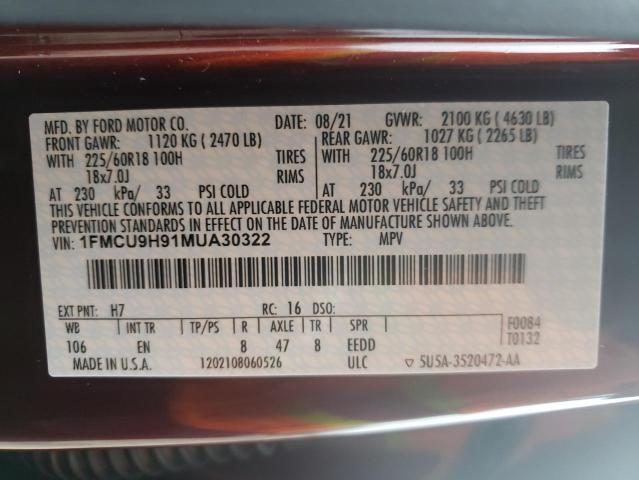 MFD. BY FORD MOTOR CO. DATE: 08/21 GVWR: 2100 KG ( 4630 LB)
FRONT GAWR: 1120 KG ( 2470 LB) REAR GAWR: 1027 KG ( 2265 LB)
WITH 225/60R18 100H TIRES WITH 225/60R18 100H TIRES
18x7.0J RIMS 18x7.0J RIMS
AT 230 kPa/ 33 PSI COLD AT 230 kPa/ 33 PSI COLD
THIS VEHICLE CONFORMS TO ALL APPLICABLE FEDERAL MOTOR VEHICLE SAFETY AND THEFT
PREVENTION STANDARDS IN EFFECT ON THE DATE OF MANUFACTURE SHOWN ABOVE.
VIN: 1FMCU9H91MUA30322 TYPE: MPV
EXT PNT: H7 RC: 16 DSO:
WB INT TR TP/PS R AXLE TR SPR F0084
106 EN 8 47 8 EEDD T0132
MADE IN U.S.A. 1202108060526 ULC ▽ 5U5A-3520472-AA